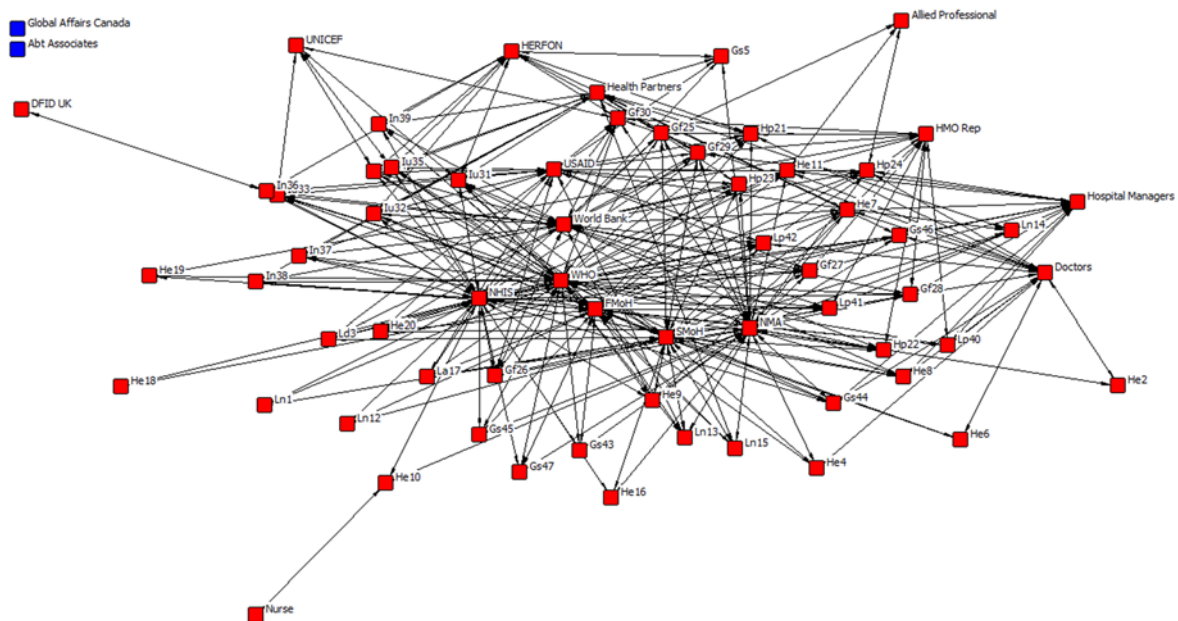 Global Affairs Canada
Abt Associates
Allied Professional
UNICEF
HERFON
Gs5
Health Partners
DFID UK
In39
Gf30
Gf25
Hp21
HMO Rep
Gf29
Iu35
Iu31
USAID
He11
Hp24
In36
Hp23
Hospital Managers
Iu32
World Bank
He7
Gs46
Ln14
Lp42
In37
He19
In38
WHO
Gf27
Doctors
NHIS
Gf28
FMoH
Lp41
Ld3
He20
SMoH
NMA
Hp22
Lp40
He18
La17
Gf26
He8
He2
Ln1
He9
Gs44
Ln12
Gs45
Ln13
He6
Gs43
Ln15
Gs47
He4
He10
He16
Nurse